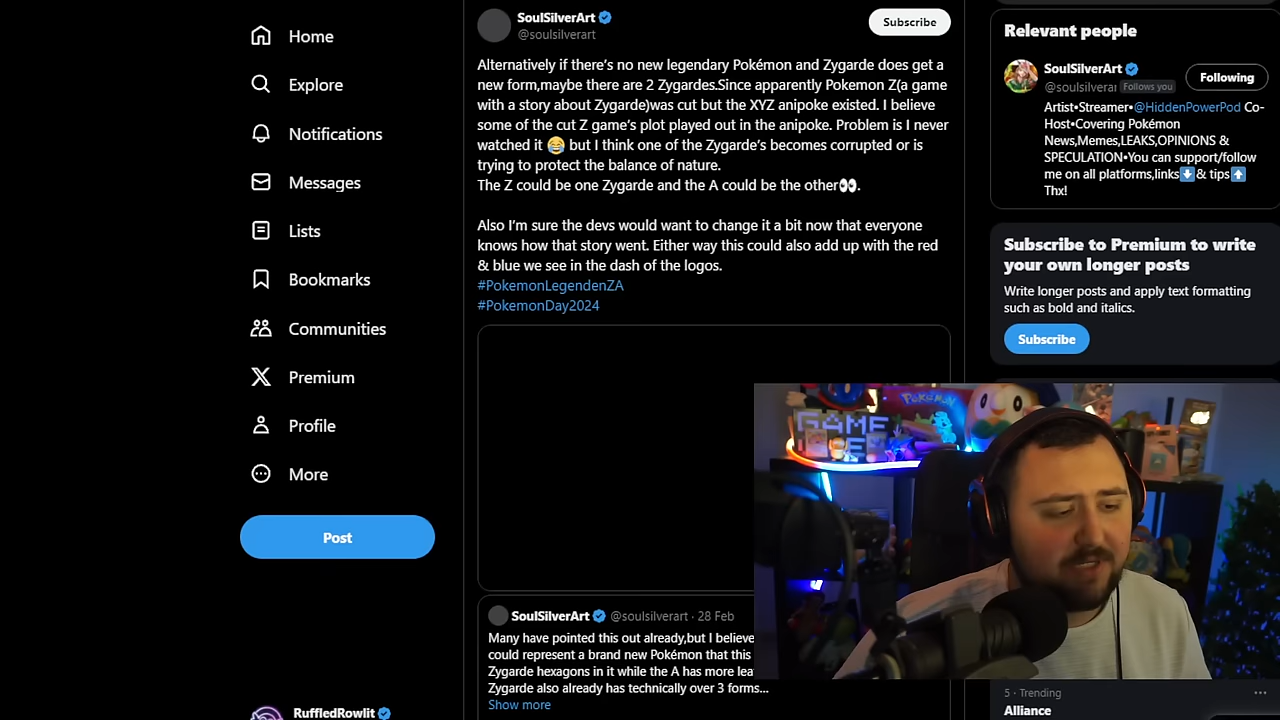 Home
Explore
Notifications
Messages
Lists
Bookmarks
Communities
Premium
Profile
More
Post
RuffledRowlit
SoulSilverArt
@soulsilverart
Subscribe
Alternatively if there's no new legendary Pokémon and Zygarde does get a
new form,maybe there are 2 Zygardes.Since apparently Pokemon Z(a game
with a story about Zygarde)was cut but the XYZ anipoke existed. I believe
some of the cut Z game's plot played out in the anipoke. Problem is I never
watched it 😂 but I think one of the Zygarde's becomes corrupted or is
trying to protect the balance of nature.
The Z could be one Zygarde and the A could be the other👀.
Also I'm sure the devs would want to change it a bit now that everyone
knows how that story went. Either way this could also add up with the red
& blue we see in the dash of the logos.
#PokemonLegendenZA
#PokemonDay2024
SoulSilverArt @soulsilverart · 28 Feb
Many have pointed this out already,but I believe
could represent a brand new Pokémon that this
Zygarde hexagons in it while the A has more lea
Zygarde also already has technically over 3 forms...
Show more
Relevant people
SoulSilverArt
@soulsilverar Follows you
Following
Artist•Streamer•@HiddenPowerPod Co-
Host•Covering Pokémon
News,Memes,LEAKS,OPINIONS &
SPECULATION•You can support/follow
me on all platforms,links⬇️& tips⬆️
Thx!
Subscribe to Premium to write
your own longer posts
Write longer posts and apply text formatting
such as bold and italics.
Subscribe
POKéMON
GAME
5 · Trending
Alliance